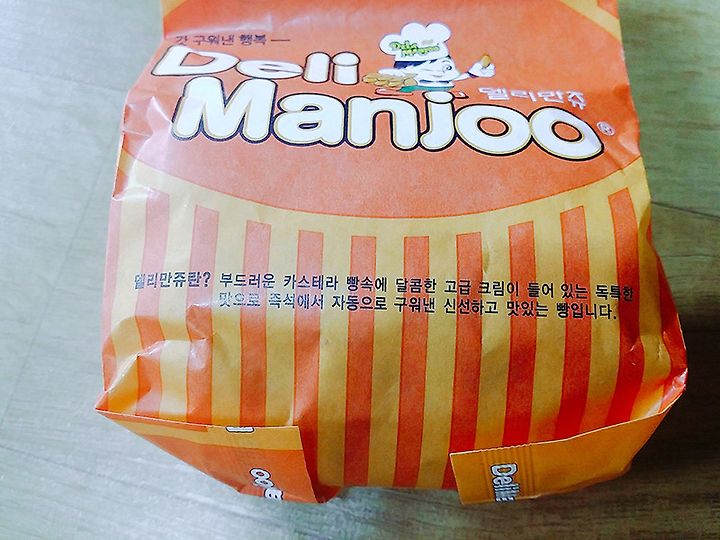 갓 구워낸 행복
Deli
Manjoo®
델리만쥬
델리만쥬란? 부드러운 카스테라 빵속에 달콤한 고급 크림이 들어 있는 독특한
맛으로 즉석에서 자동으로 구워낸 신선하고 맛있는 빵입니다.